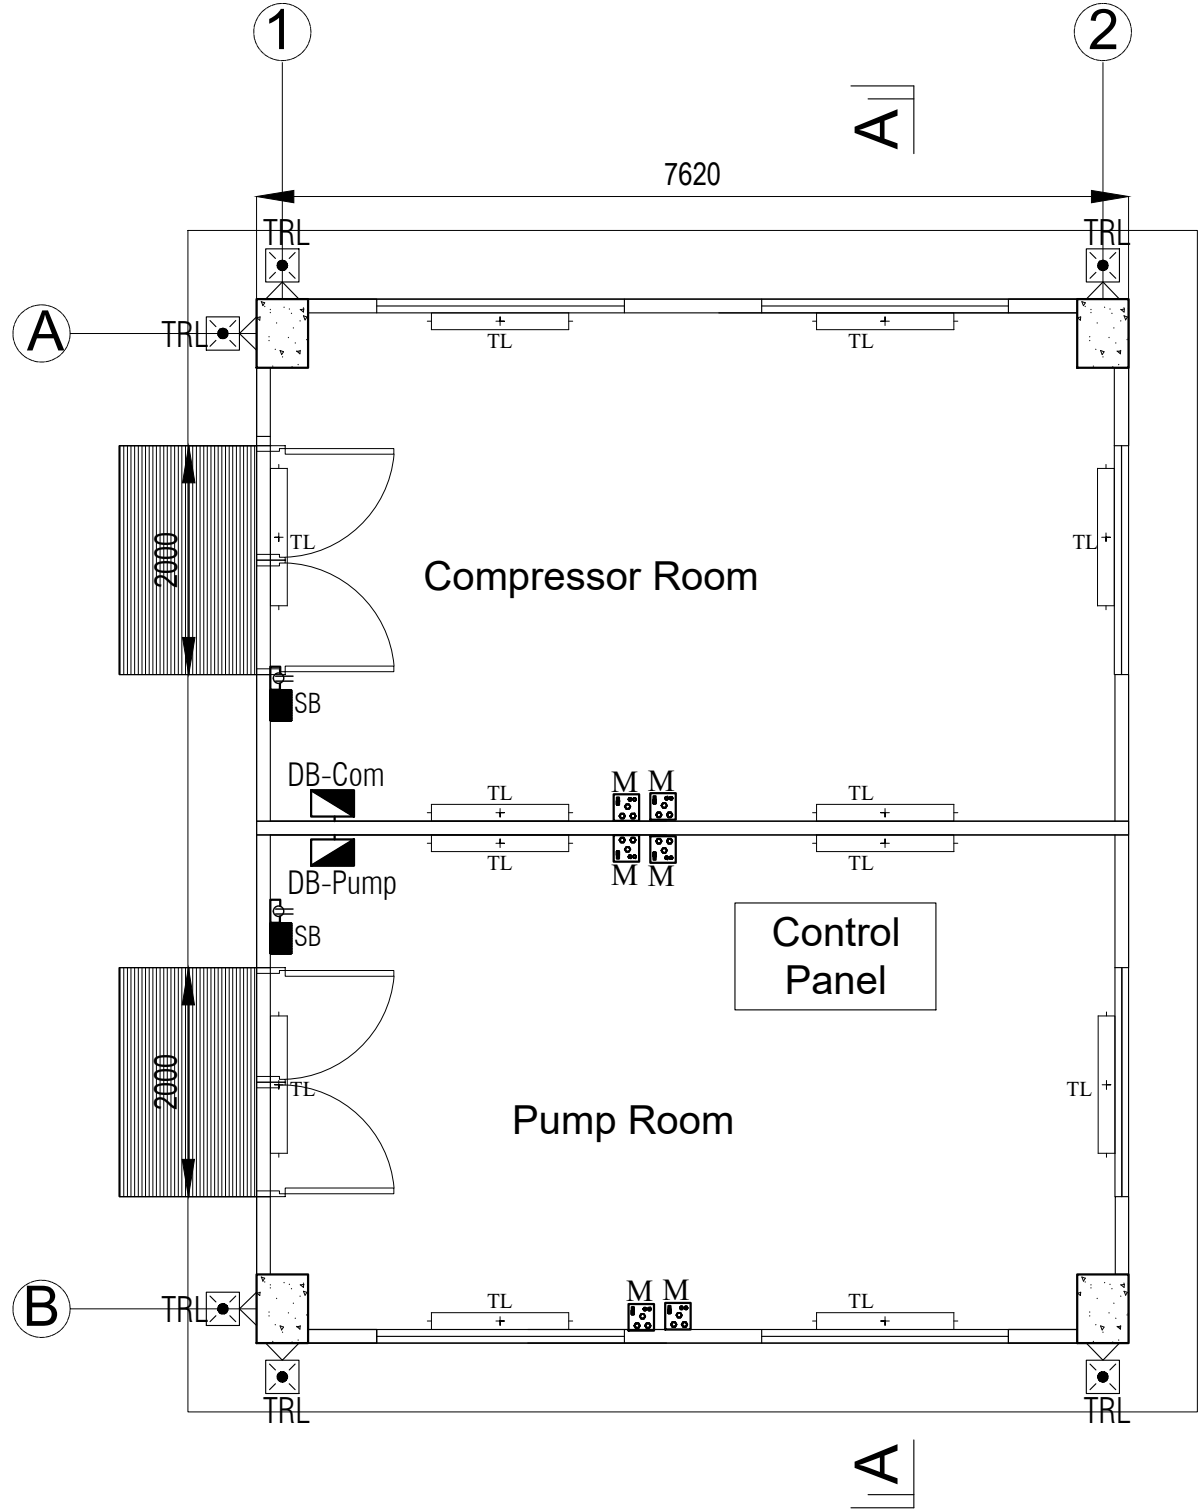 1
2
A
7620
TRL
TRL
A
TRL
TL
TL
2000
TL
TL
Compressor Room
SB
DB-Com
TL
M
M
TL
TL
M
M
TL
DB-Pump
SB
Control
Panel
2000
TL
TL
Pump Room
B
TRL
TL
M
M
TL
TRL
TRL
A